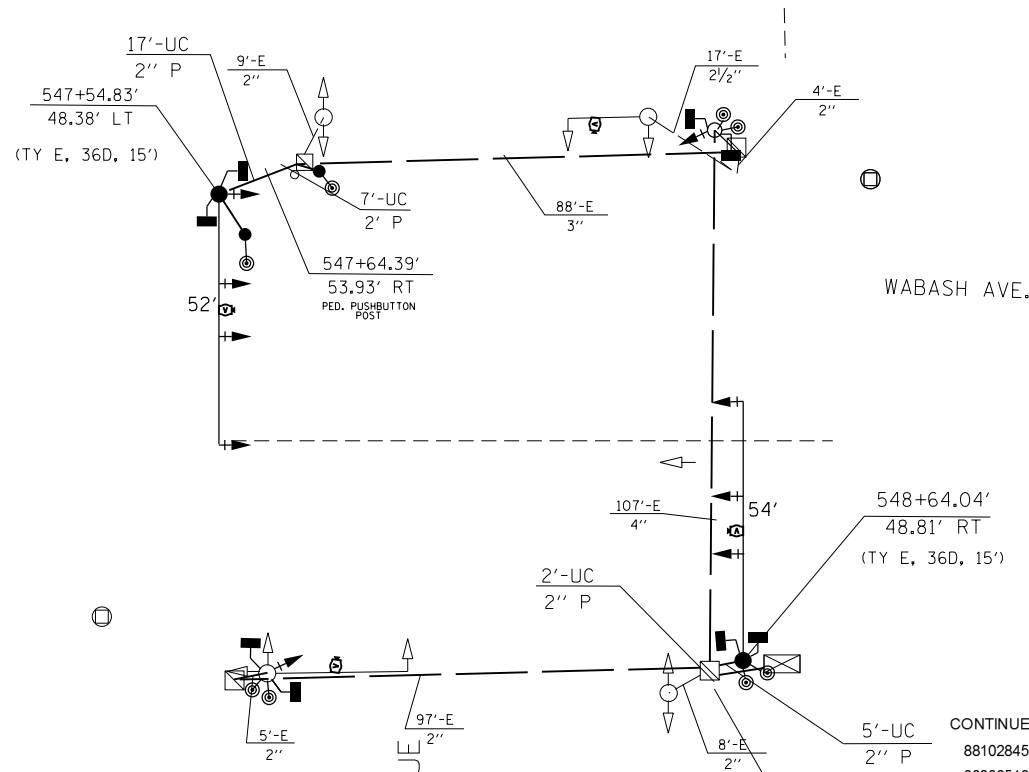 17'-UC
2'' P
9'-E
2''
17'-E
2 1/2''
547+54.83'
48.38' LT
(TY E, 36D, 15')
4'-E
2''
7'-UC
2' P
88'-E
3''
547+64.39'
53.93' RT
PED. PUSHBUTTON
POST
52'
WABASH AVE.
107'-E
4''
54'
548+64.04'
48.81' RT
(TY E, 36D, 15')
2'-UC
2'' P
5'-E
2''
97'-E
2''
8'-E
2''
5'-UC
2'' P
CONTINUE
88102845